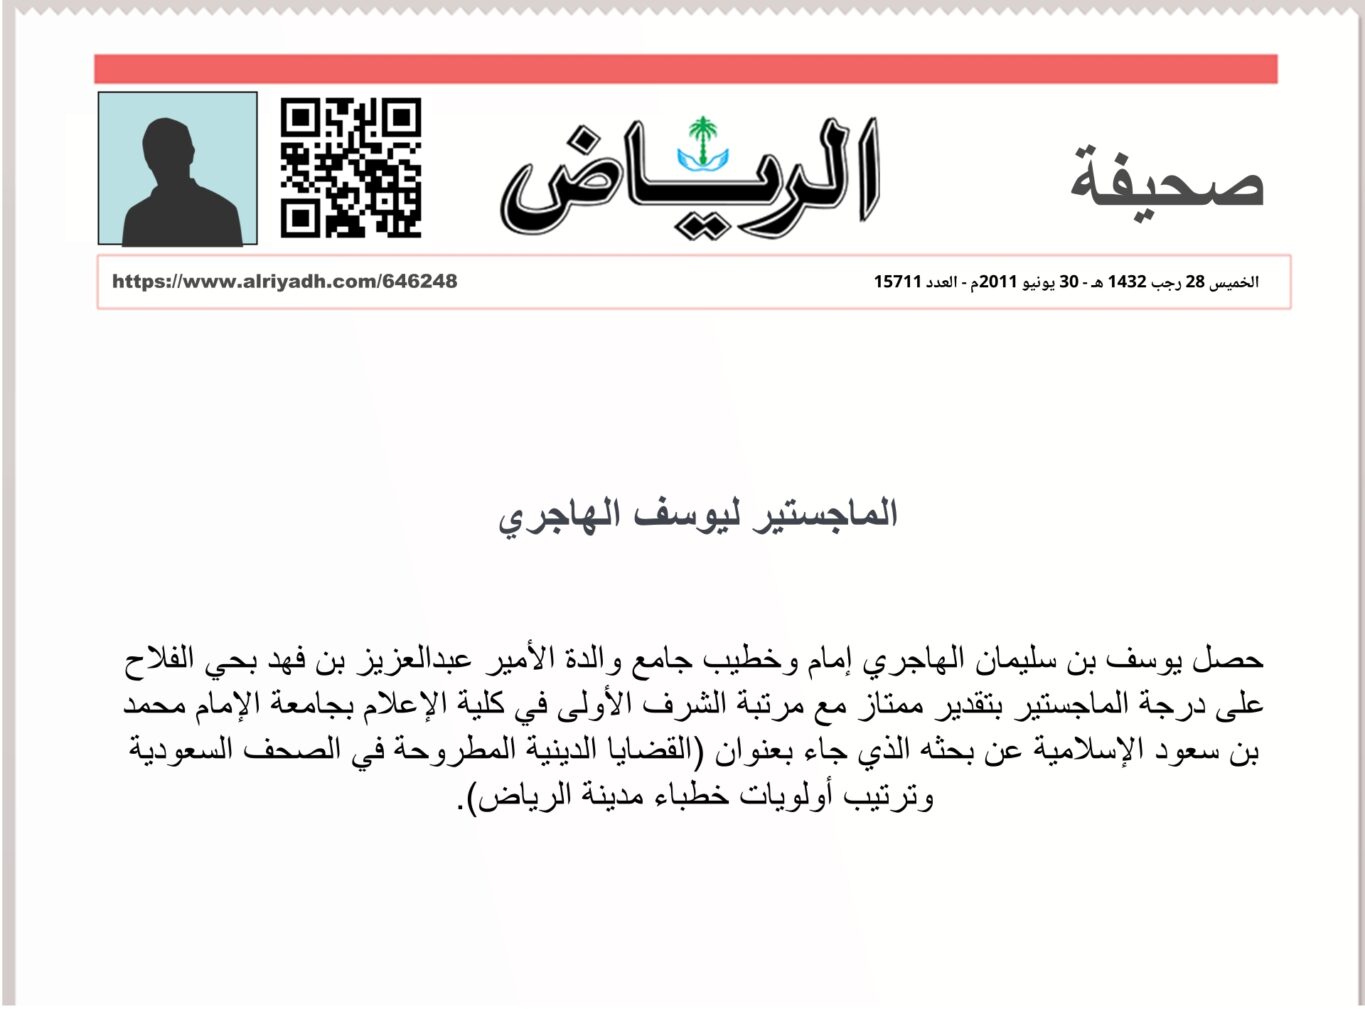 صحيفة
الرياض
الخميس 28 رجب 1432 هـ - 30 يونيو 2011م - العدد 15711
https://www.alriyadh.com/646248
الماجستير ليوسف الهاجري
حصل يوسف بن سليمان الهاجري إمام وخطيب جامع والدة الأمير عبدالعزيز بن فهد بحي الفلاح
على درجة الماجستير بتقدير ممتاز مع مرتبة الشرف الأولى في كلية الإعلام بجامعة الإمام محمد
بن سعود الإسلامية عن بحثه الذي جاء بعنوان (القضايا الدينية المطروحة في الصحف السعودية
وترتيب أولويات خطباء مدينة الرياض).